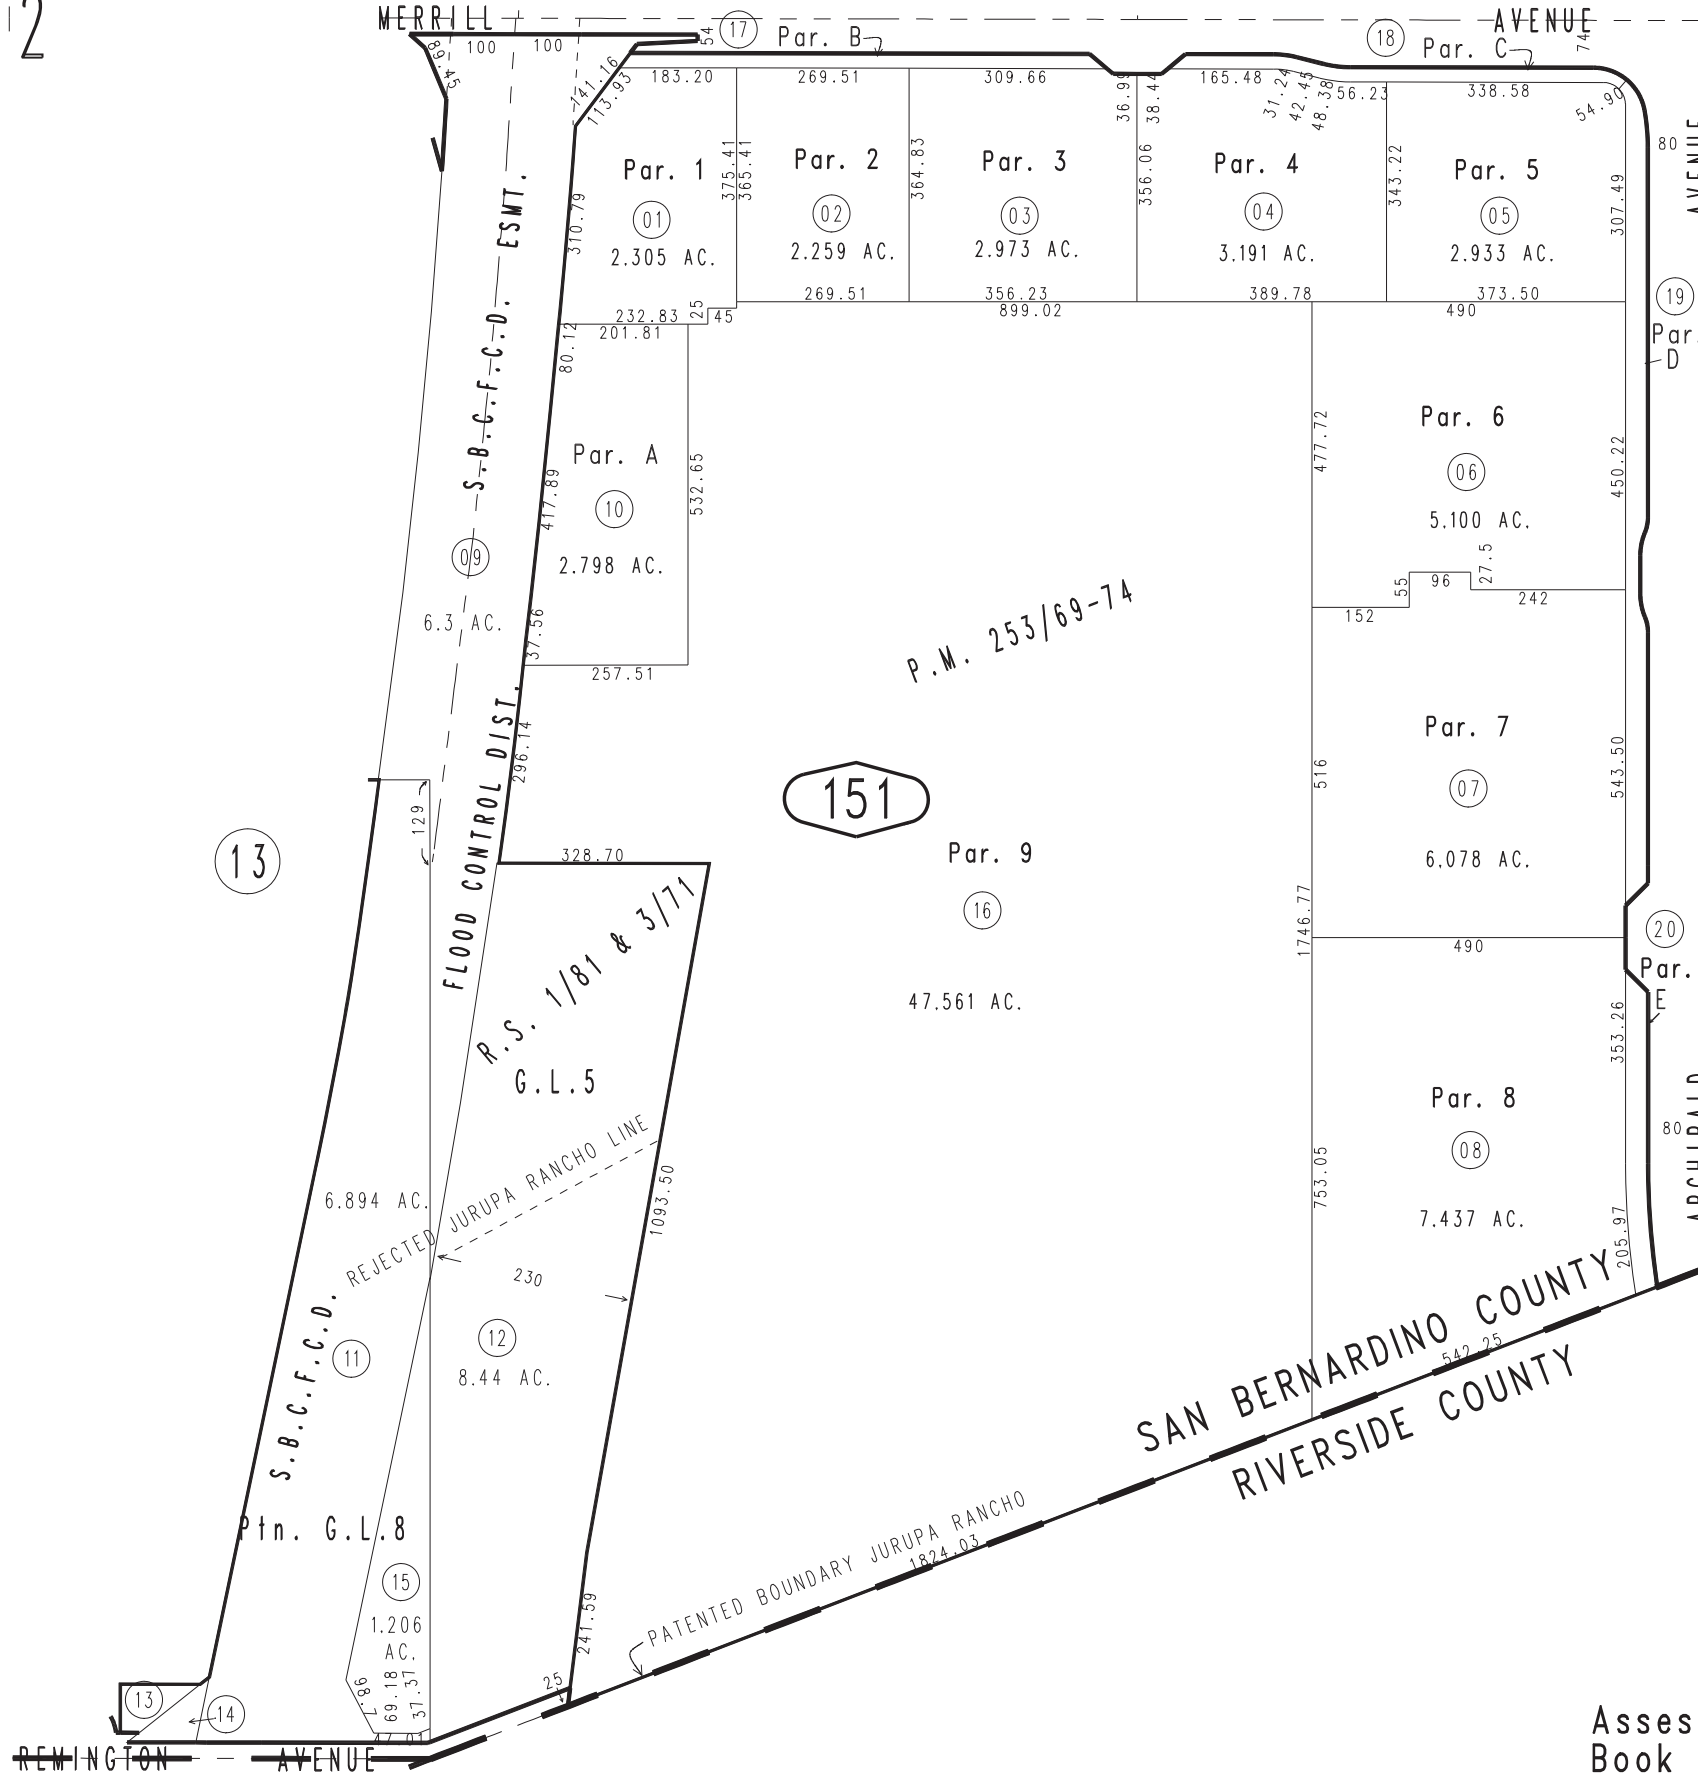 2
MERRILL
AVENUE
17
Par. B
18
Par. C
54
74
100
100
89.45
141.16
113.93
183.20
269.51
309.66
36.99
38.44
165.48
31.24
42.45
48.38
56.23
338.58
54.90
80
AVENUE
Par. 1
01
2.305 AC.
Par. 2
02
2.259 AC.
Par. 3
03
2.973 AC.
Par. 4
04
3.191 AC.
Par. 5
05
2.933 AC.
310.79
375.41
365.41
364.83
356.06
343.22
307.49
232.83
25
45
201.81
269.51
356.23
899.02
389.78
373.50
490
19
Par.
D
80.12
S.B.C.F.C.D. ESMT.
Par. A
10
2.798 AC.
417.89
532.65
37.56
257.51
09
6.3 AC.
P.M. 253/69-74
477.72
Par. 6
06
5.100 AC.
450.22
152
55
96
27.5
242
FLOOD CONTROL DIST.
296.14
129
13
328.70
151
Par. 9
16
47.561 AC.
516
Par. 7
07
6.078 AC.
543.50
1746.77
490
20
Par.
E
R.S. 1/81 & 3/71
G.L.5
353.26
Par. 8
08
7.437 AC.
753.05
205.97
80
ARCHIBALD
REJECTED JURUPA RANCHO LINE
6.894 AC.
1093.50
230
S.B.C.F.C.D.
11
12
8.44 AC.
SAN BERNARDINO COUNTY
542.25
RIVERSIDE COUNTY
Ptn. G.L.8
15
1.206
AC.
98.7
69.18
37.37
47.01
241.59
25
PATENTED BOUNDARY JURUPA RANCHO
1824.03
13
14
REMINGTON AVENUE
Asses
Book